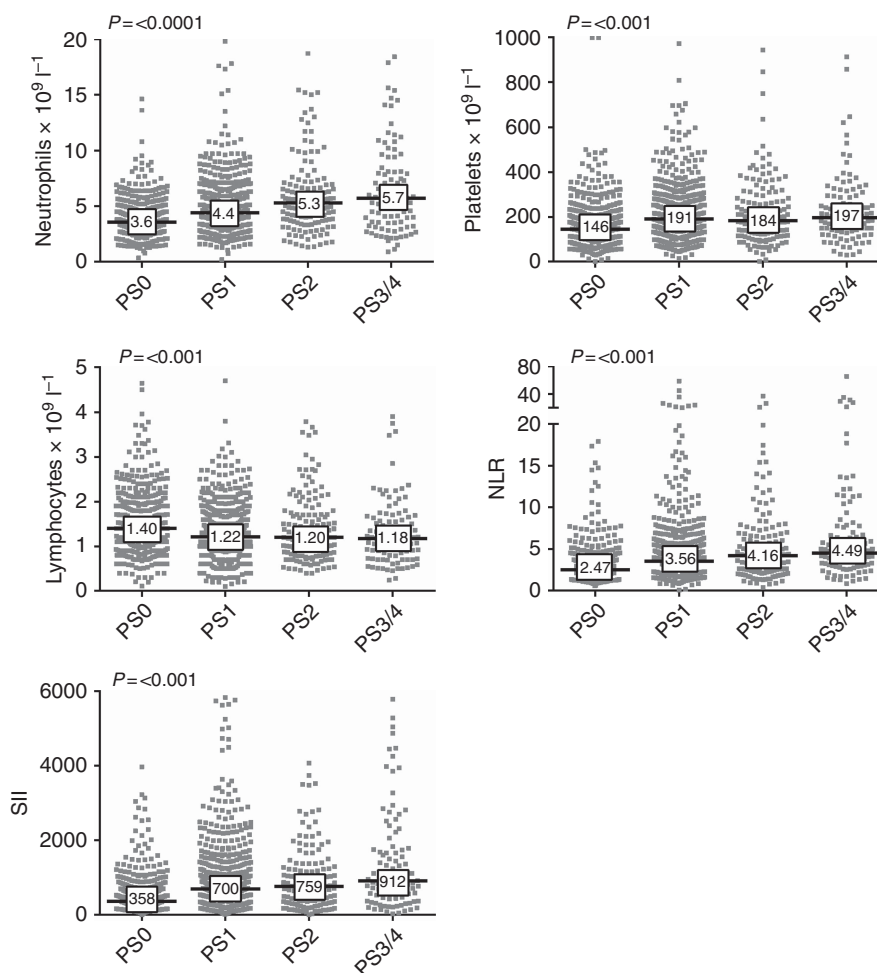 P=<0.0001
Neutrophils × 10⁹ l⁻¹
20
15
10
5
0
3.6
4.4
5.3
5.7
PS0
PS1
PS2
PS3/4
P=<0.001
Platelets × 10⁹ l⁻¹
1000
800
600
400
200
0
146
191
184
197
PS0
PS1
PS2
PS3/4
P=<0.001
Lymphocytes × 10⁹ l⁻¹
5
4
3
2
1
0
1.40
1.22
1.20
1.18
PS0
PS1
PS2
PS3/4
P=<0.001
NLR
80
40
20
15
10
5
0
2.47
3.56
4.16
4.49
PS0
PS1
PS2
PS3/4
P=<0.001
SII
6000
4000
2000
0
358
700
759
912
PS0
PS1
PS2
PS3/4